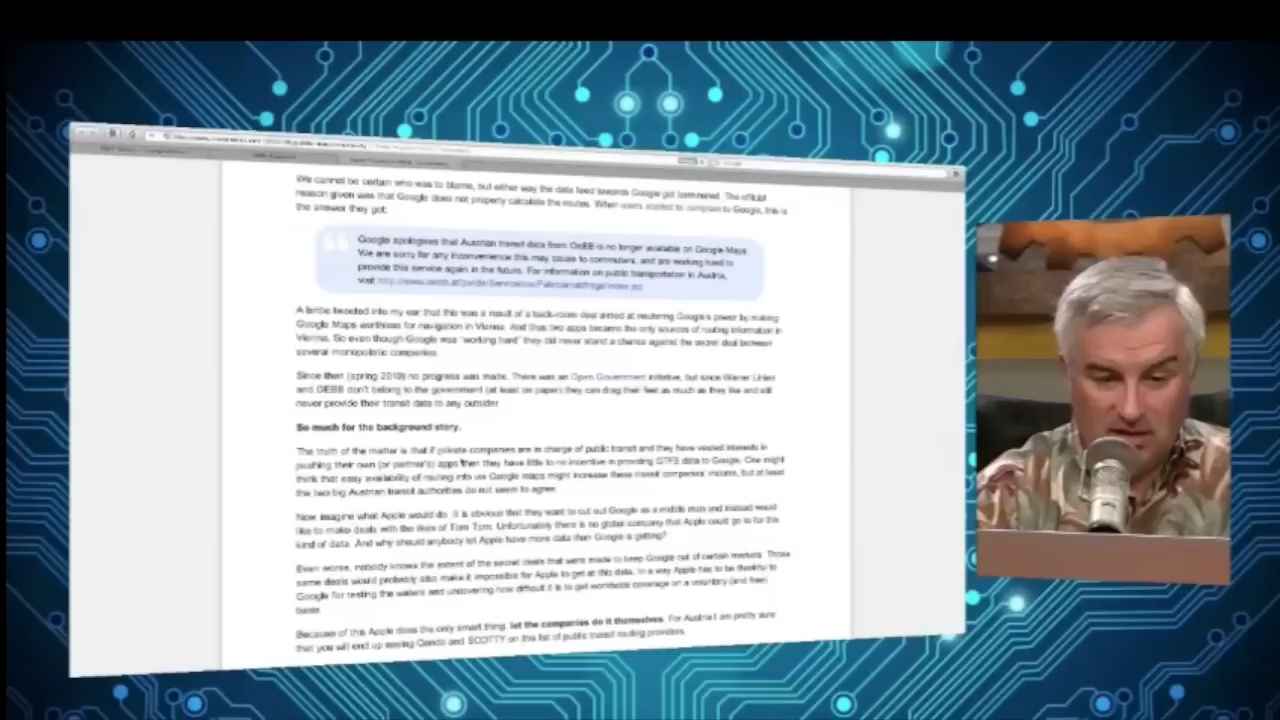 We cannot be certain who was to blame, but either way the data feed towards Google got terminated. The official
reason given was that Google does not properly calculate the routes. When users started to complain to Google, this is
the answer they got:
Google apologises that Austrian transit data from OeBB is no longer available on Google Maps.
We are sorry for any inconvenience this may cause to commuters, and are working hard to
provide this service again in the future. For information on public transportation in Austria,
visit
A birdie tweeted into my ear that this was a result of a back-room deal aimed at neutering Google's power by making
Google Maps worthless for navigation in Vienna. And thus two apps became the only sources of routing information in
Vienna. So even though Google was "working hard" they did never stand a chance against the secret deal between
several monopolistic companies.
Since then (spring 2010) no progress was made. There was an Open Government initiative, but since Wiener Linien
and OEBB don't belong to the government (at least on paper) they can drag their feet as much as they like and still
never provide their transit data to any outsider.
So much for the background story.
The truth of the matter is that if private companies are in charge of public transit and they have vested interests in
pushing their own (or partner's) apps then they have little to no incentive in providing GTFS data to Google. One might
think that easy availability of routing info via Google maps might increase these transit companies' income, but at least
the two big Austrian transit authorities do not seem to agree.
Now imagine what Apple would do. It is obvious that they want to cut out Google as a middle man and instead would
like to make deals with the likes of Tom Tom. Unfortunately there is no global company that Apple could go to for this
kind of data. And why should anybody let Apple have more data than Google is getting?
Even worse, nobody knows the extent of the secret deals that were made to keep Google out of certain markets. Those
same deals would probably also make it impossible for Apple to get at this data. In a way Apple has to be thankful to
Google for testing the waters and uncovering how difficult it is to get worldwide coverage on a voluntary (and free)
basis.
Because of this Apple does the only smart thing: let the companies do it themselves. For Austria I am pretty sure
that you will end up seeing Qando and SCOTTY on this list of public transit routing providers.